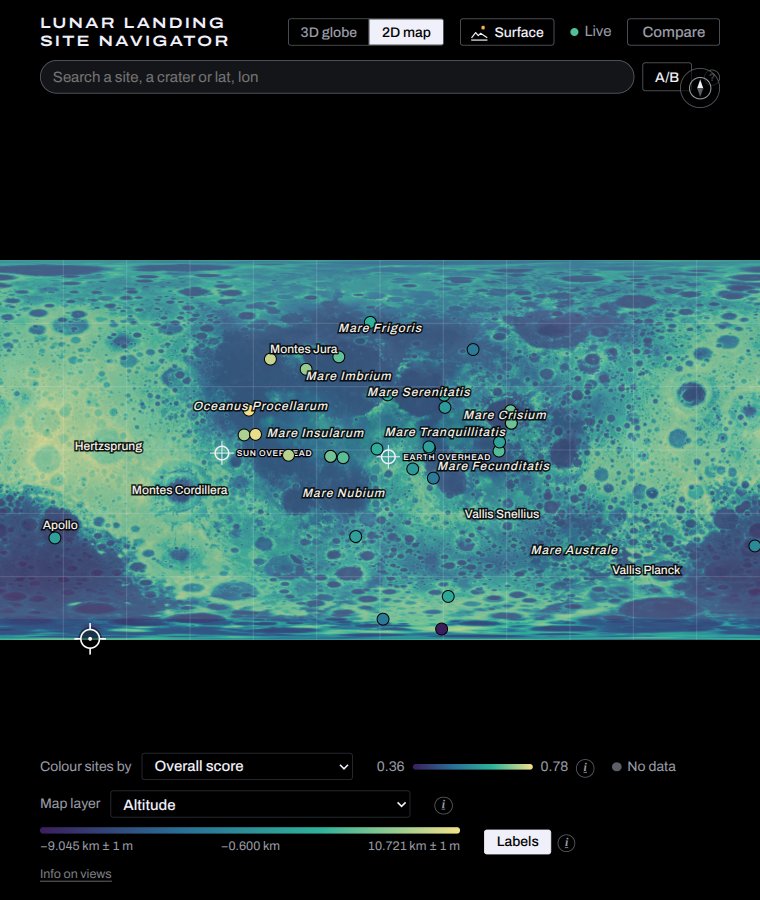 LUNAR LANDING
SITE NAVIGATOR
3D globe
2D map
Surface
Live
Compare
Search a site, a crater or lat, lon
A/B
Mare Frigoris
Montes Jura
Mare Imbrium
Mare Serenitatis
Oceanus Procellarum
Mare Crisium
Mare Insularum
Mare Tranquillitatis
Hertzsprung
SUN OVERHEAD
EARTH OVERHEAD
Mare Fecunditatis
Montes Cordillera
Mare Nubium
Vallis Snellius
Apollo
Mare Australe
Vallis Planck
Colour sites by
Overall score
0.36
0.78
i
No data
Map layer
Altitude
i
−9.045 km ± 1 m
−0.600 km
10.721 km ± 1 m
Labels
i
Info on views